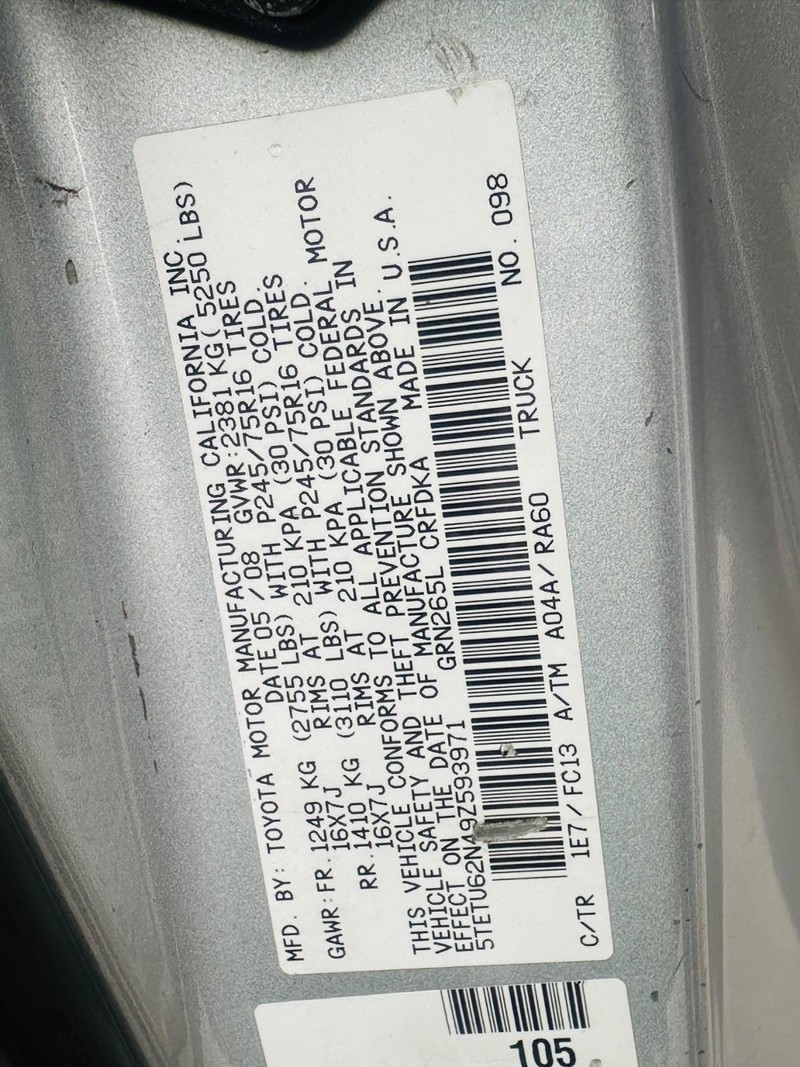 MFD. BY: TOYOTA MOTOR MANUFACTURING CALIFORNIA INC.
DATE 05 / 08 GVWR:2381 KG( 5250 LBS)
GAWR:FR.1249 KG (2755 LBS) WITH P245/75R16 TIRES
16X7J RIMS AT 210 KPA (30 PSI) COLD.
RR.1410 KG (3110 LBS) WITH P245/75R16 TIRES
16X7J RIMS AT 210 KPA (30 PSI) COLD.
THIS VEHICLE CONFORMS TO ALL APPLICABLE FEDERAL MOTOR
VEHICLE SAFETY AND THEFT PREVENTION STANDARDS IN
EFFECT ON THE DATE OF MANUFACTURE SHOWN ABOVE.
5TETU62N49Z593971 GRN265L CRFDKA MADE IN U.S.A.
C/TR 1E7/FC13 A/TM A04A/RA60 TRUCK NO. 098
105